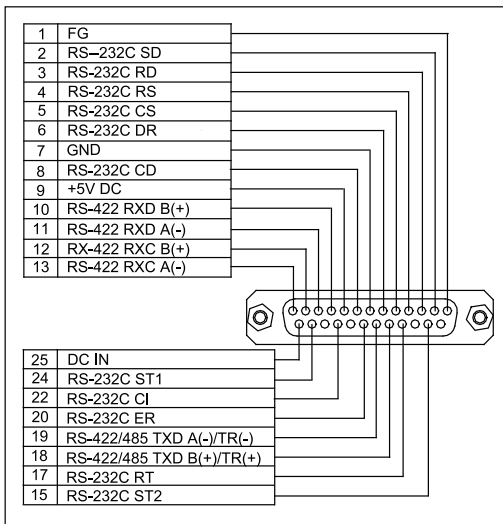 1 FG
2 RS–232C SD
3 RS-232C RD
4 RS-232C RS
5 RS-232C CS
6 RS-232C DR
7 GND
8 RS-232C CD
9 +5V DC
10 RS-422 RXD B(+)
11 RS-422 RXD A(-)
12 RX-422 RXC B(+)
13 RS-422 RXC A(-)
25 DC IN
24 RS-232C ST1
22 RS-232C CI
20 RS-232C ER
19 RS-422/485 TXD A(-)/TR(-)
18 RS-422/485 TXD B(+)/TR(+)
17 RS-232C RT
15 RS-232C ST2